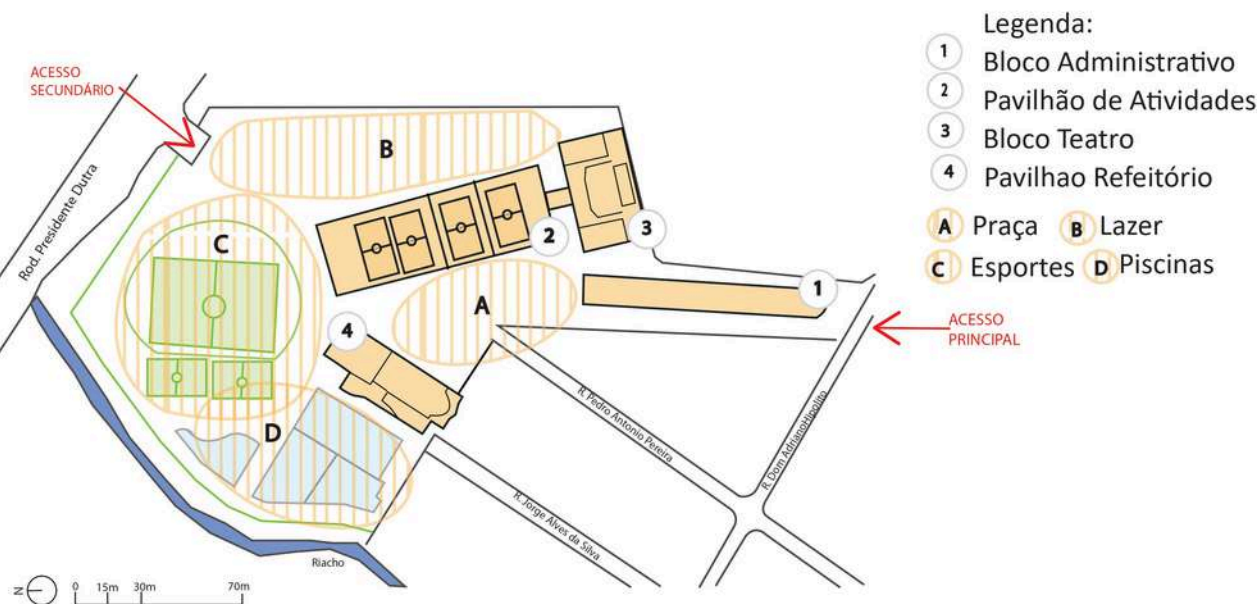 Legenda:
1 Bloco Administrativo
2 Pavilhão de Atividades
3 Bloco Teatro
4 Pavilhao Refeitório
A Praça B Lazer
C Esportes D Piscinas
ACESSO
SECUNDÁRIO
Rod. Presidente Dutra
B
C
2
3
A
1
4
ACESSO
PRINCIPAL
D
R. Pedro Antonio Pereira
R. Dom AdrianoHipolito
R. Jorge Alves da Silva
Riacho
N
0 15m 30m 70m